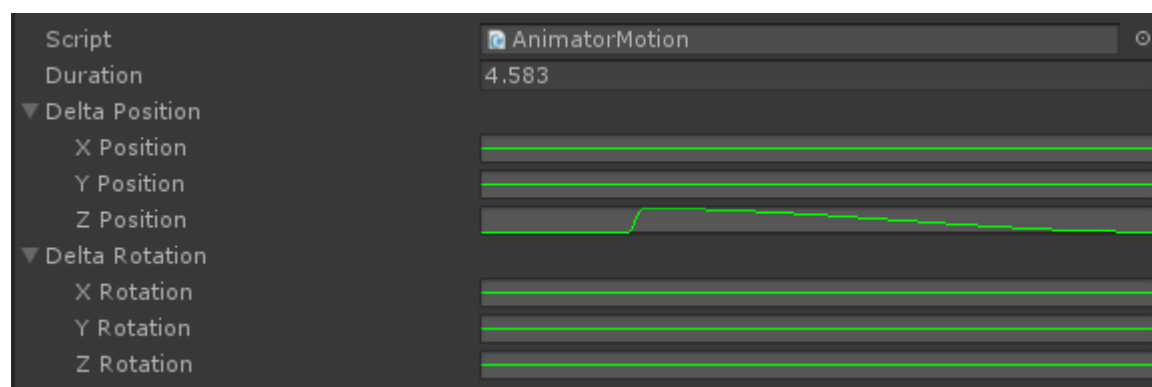 Script AnimatorMotion
Duration 4.583
Delta Position
X Position
Y Position
Z Position
Delta Rotation
X Rotation
Y Rotation
Z Rotation